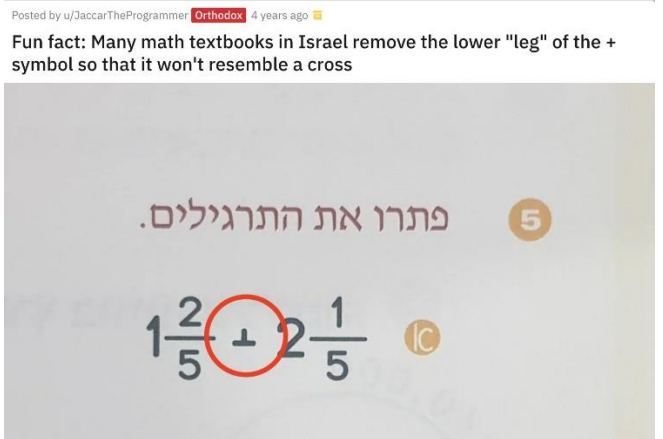 Posted by u/JaccarTheProgrammer Orthodox 4 years ago
Fun fact: Many math textbooks in Israel remove the lower "leg" of the +
symbol so that it won't resemble a cross
5 פתרו את התרגילים.
א 1 2/5 ﬩ 2 1/5